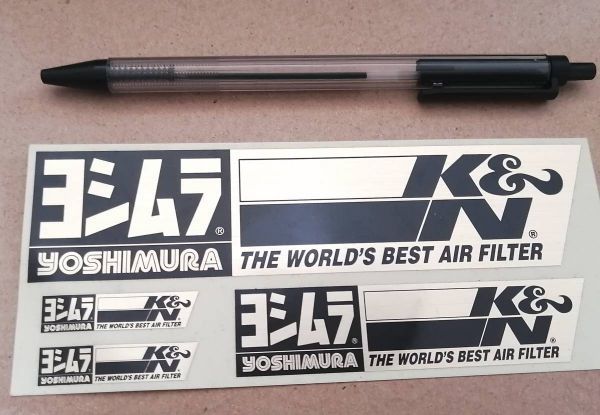 ヨシムラ®
YOSHIMURA
K&N®
THE WORLD'S BEST AIR FILTER
ヨシムラ
YOSHIMURA
K&N
THE WORLD'S BEST AIR FILTER
ヨシムラ
YOSHIMURA
K&N
THE WORLD'S BEST AIR FILTER
ヨシムラ®
YOSHIMURA
K&N®
THE WORLD'S BEST AIR FILTER